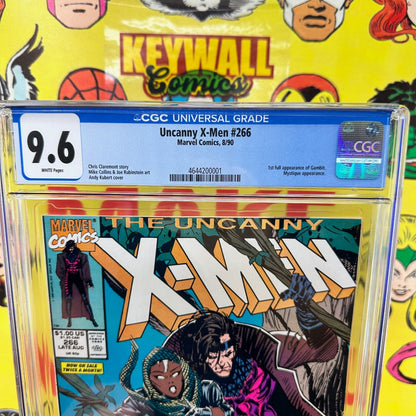 KEYWALL
Comics
CGC UNIVERSAL GRADE
9.6
WHITE Pages
Uncanny X-Men #266
Marvel Comics, 8/90
Chris Claremont story
Mike Collins & Joe Rubinstein art
Andy Kubert cover
1st full appearance of Gambit.
Mystique appearance.
4644200001
CGC
MARVEL
COMICS
THE UNCANNY
X-MEN
$1.00 US
266
LATE AUG
NOW ON SALE
TWICE A MONTH!